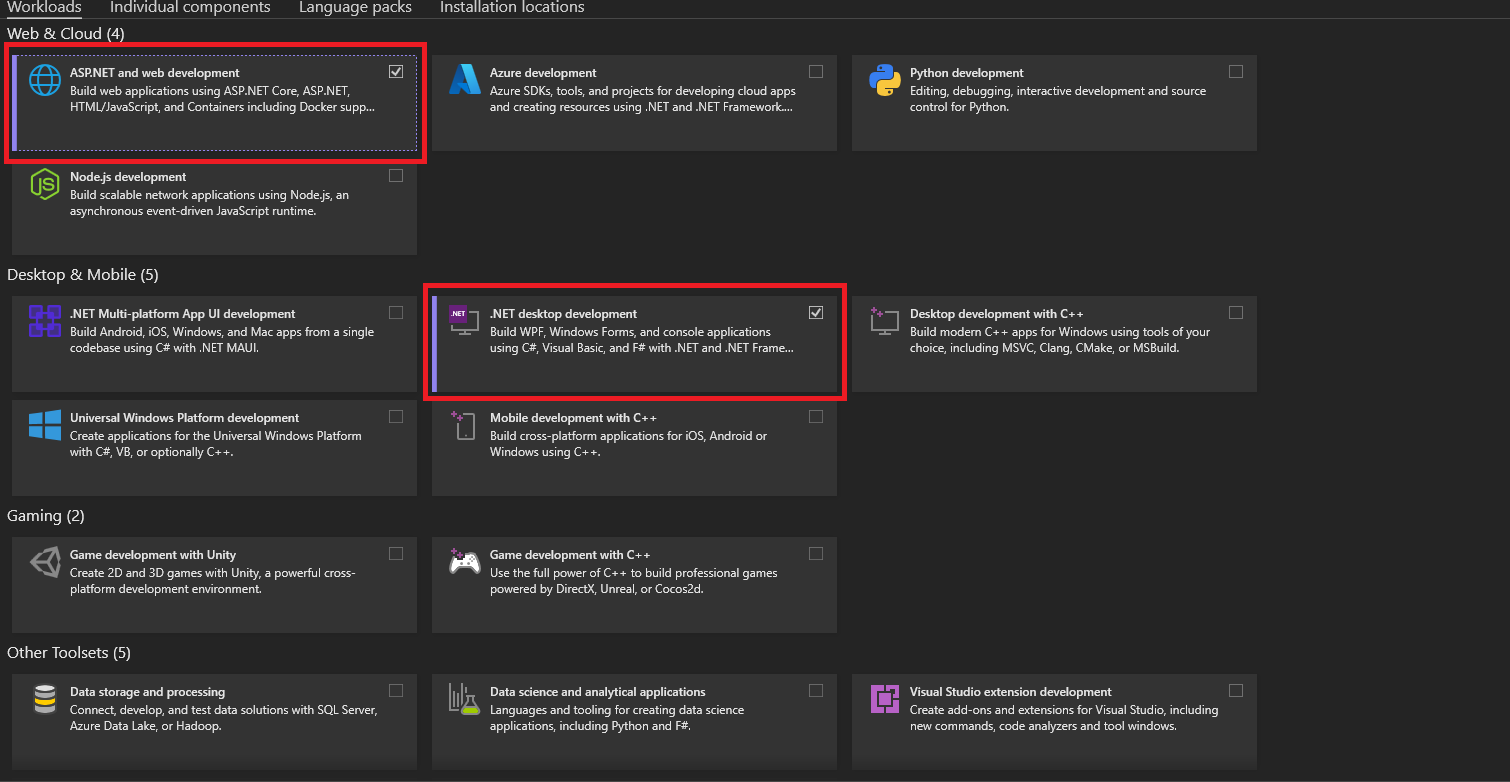 Workloads Individual components Language packs Installation locations
Web & Cloud (4)
ASP.NET and web development
Build web applications using ASP.NET Core, ASP.NET,
HTML/JavaScript, and Containers including Docker supp...
Azure development
Azure SDKs, tools, and projects for developing cloud apps
and creating resources using .NET and .NET Framework....
Python development
Editing, debugging, interactive development and source
control for Python.
JS
Node.js development
Build scalable network applications using Node.js, an
asynchronous event-driven JavaScript runtime.
Desktop & Mobile (5)
.NET Multi-platform App UI development
Build Android, iOS, Windows, and Mac apps from a single
codebase using C# with .NET MAUI.
.NET
.NET desktop development
Build WPF, Windows Forms, and console applications
using C#, Visual Basic, and F# with .NET and .NET Frame...
Desktop development with C++
Build modern C++ apps for Windows using tools of your
choice, including MSVC, Clang, CMake, or MSBuild.
Universal Windows Platform development
Create applications for the Universal Windows Platform
with C#, VB, or optionally C++.
Mobile development with C++
Build cross-platform applications for iOS, Android or
Windows using C++.
Gaming (2)
Game development with Unity
Create 2D and 3D games with Unity, a powerful cross-
platform development environment.
Game development with C++
Use the full power of C++ to build professional games
powered by DirectX, Unreal, or Cocos2d.
Other Toolsets (5)
Data storage and processing
Connect, develop, and test data solutions with SQL Server,
Azure Data Lake, or Hadoop.
Data science and analytical applications
Languages and tooling for creating data science
applications, including Python and F#.
Visual Studio extension development
Create add-ons and extensions for Visual Studio, including
new commands, code analyzers and tool windows.